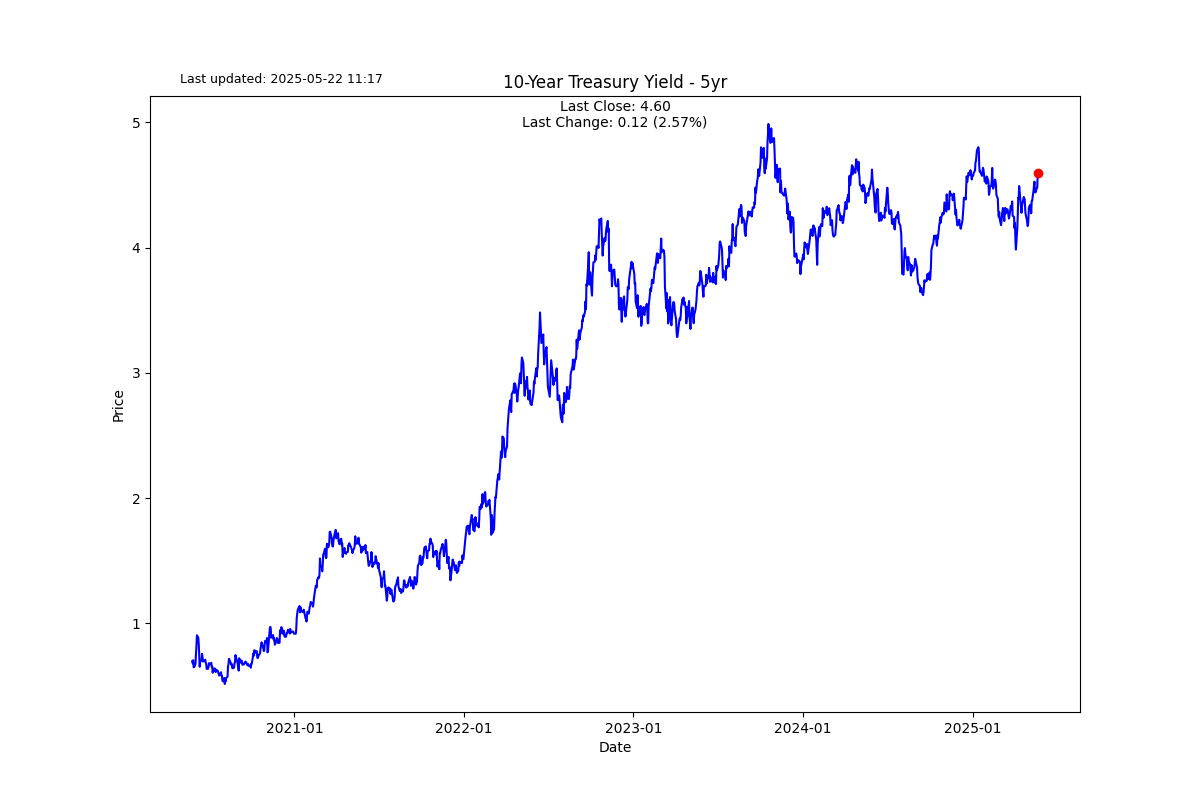 Last updated: 2025-05-22 11:17
10-Year Treasury Yield - 5yr
Last Close: 4.60
Last Change: 0.12 (2.57%)
5
4
3
2
1
Price
2021-01
2022-01
2023-01
2024-01
2025-01
Date